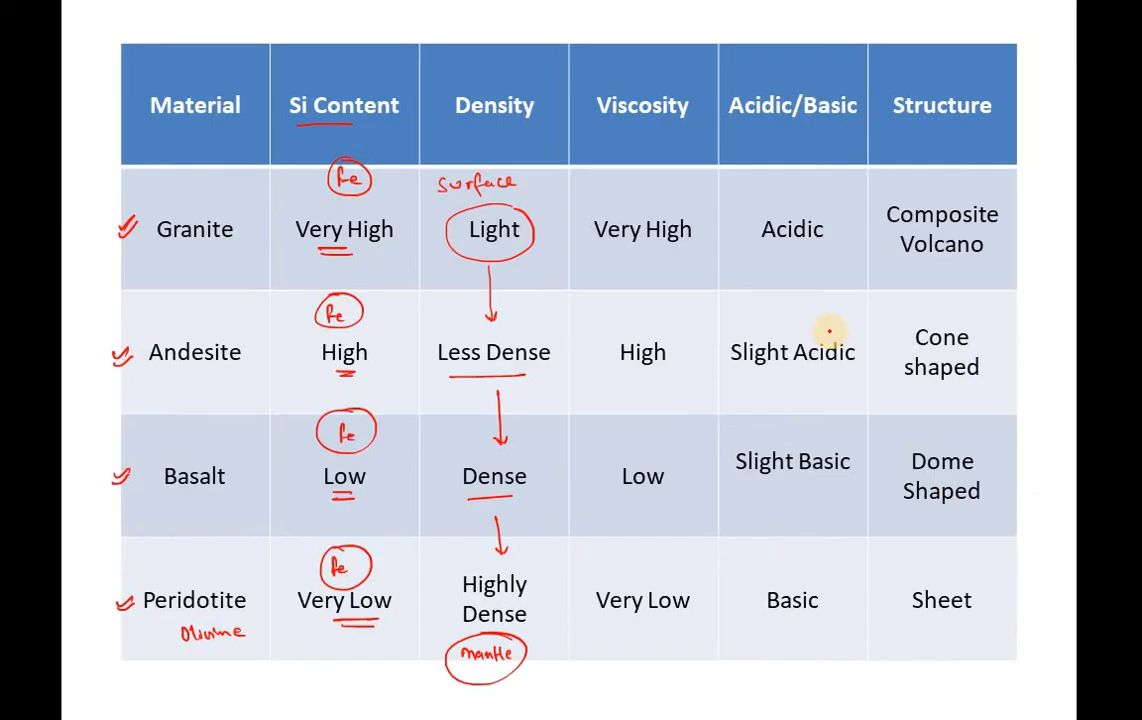 Material Si Content Density Viscosity Acidic/Basic Structure
Fe surface
Granite Very High Light Very High Acidic Composite Volcano
Fe
Andesite High Less Dense High Slight Acidic Cone shaped
Fe
Basalt Low Dense Low Slight Basic Dome Shaped
Fe
Peridotite Very Low Highly Dense Very Low Basic Sheet
Olivine
mantle